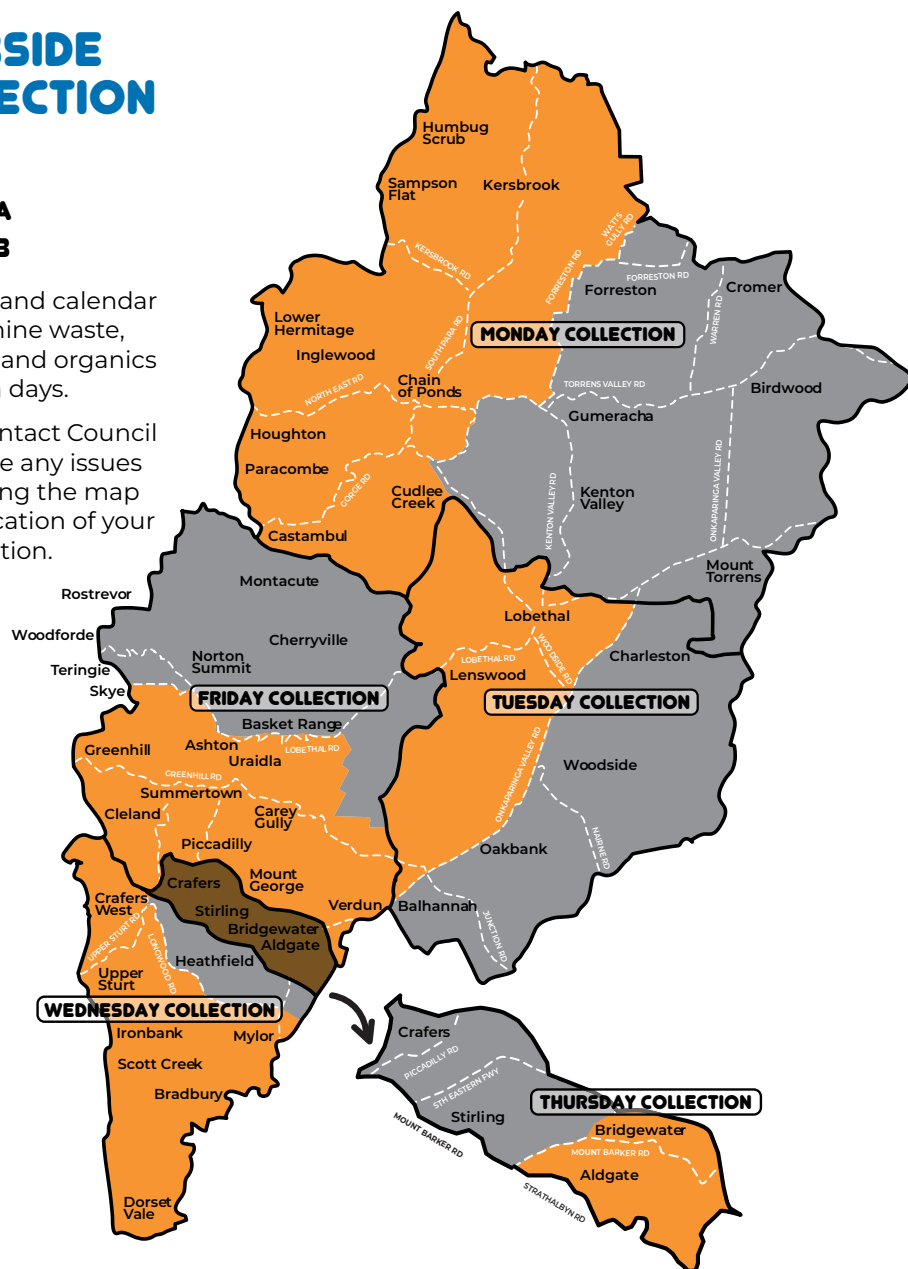 SSIDE
ECTION
A
B
and calendar
nine waste,
and organics
n days.
ntact Council
e any issues
ing the map
cation of your
tion.
Humbug
Scrub
Sampson
Flat
Kersbrook
WATTS
GULLY RD
KERSBROOK RD
FORRESTON RD
FORRESTON RD
Forreston
Cromer
Lower
Hermitage
Inglewood
SOUTH PARA RD
MONDAY COLLECTION
WARREN RD
NORTH EAST RD
Chain
of Ponds
TORRENS VALLEY RD
Birdwood
Gumeracha
Houghton
Paracombe
GORGE RD
Cudlee
Creek
KENTON VALLEY RD
Kenton
Valley
ONKAPARINGA VALLEY RD
Castambul
Mount
Torrens
Montacute
Rostrevor
Lobethal
Woodforde
Cherryville
Norton
Summit
Teringie
Skye
LOBETHAL RD
WOODSIDE RD
Lenswood
Charleston
FRIDAY COLLECTION
TUESDAY COLLECTION
Basket Range
Greenhill
Ashton
Uraidla
LOBETHAL RD
ONKAPARINGA VALLEY RD
Woodside
GREENHILL RD
Summertown
Cleland
Carey
Gully
NAIRNE RD
Piccadilly
Oakbank
Crafers
Mount
George
Crafers
West
Stirling
Verdun
Balhannah
Bridgewater
Aldgate
JUNCTION RD
UPPER STURT RD
LONGWOOD RD
Heathfield
Upper
Sturt
WEDNESDAY COLLECTION
Ironbank
Mylor
Scott Creek
Bradbury
Dorset
Vale
Crafers
PICCADILLY RD
STH EASTERN FWY
THURSDAY COLLECTION
Stirling
MOUNT BARKER RD
Bridgewater
MOUNT BARKER RD
Aldgate
STRATHALBYN RD